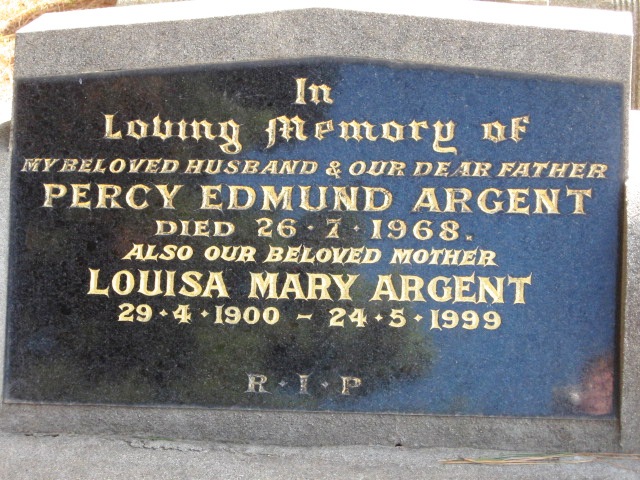 In
Loving Memory of
MY BELOVED HUSBAND & OUR DEAR FATHER
PERCY EDMUND ARGENT
DIED 26·7·1968.
ALSO OUR BELOVED MOTHER
LOUISA MARY ARGENT
29·4·1900 – 24·5·1999
R·I·P